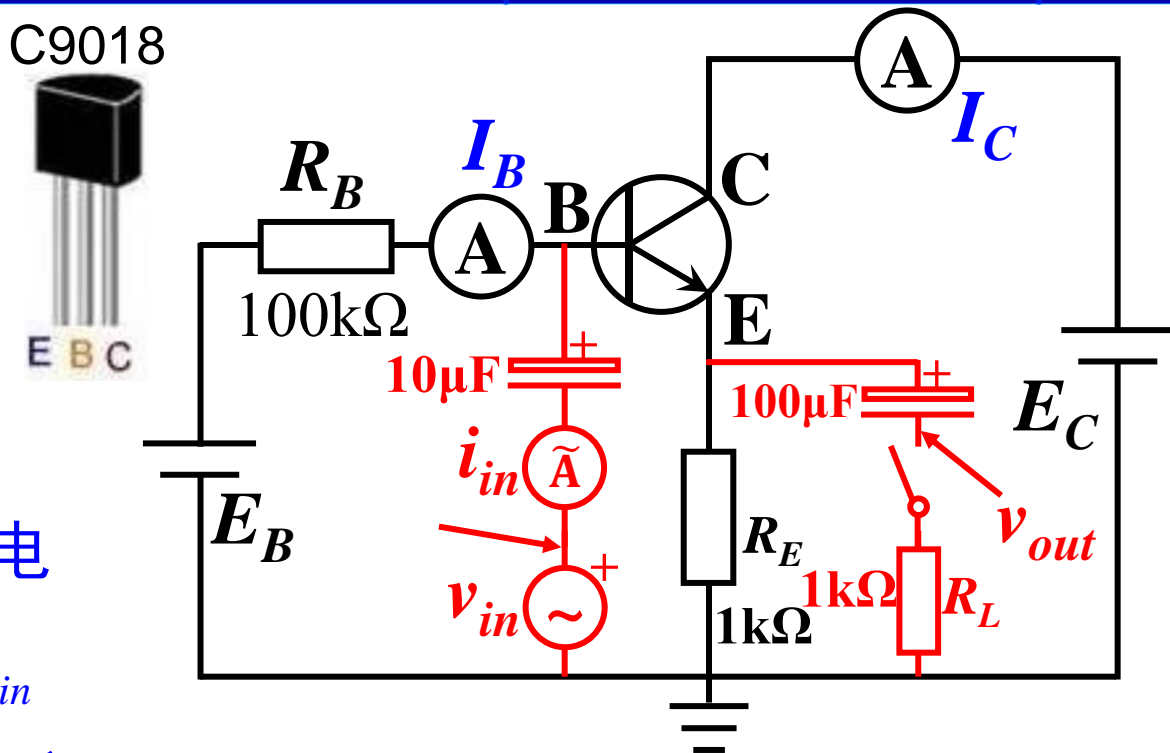 C9018
E B C
A
I_C
I_B
R_B
B
C
A
100kΩ
E
+
10μF
+
100μF
E_C
i_in
Ã
E_B
电
R_E
v_out
+
v_in
~
1kΩ
R_L
1kΩ
in